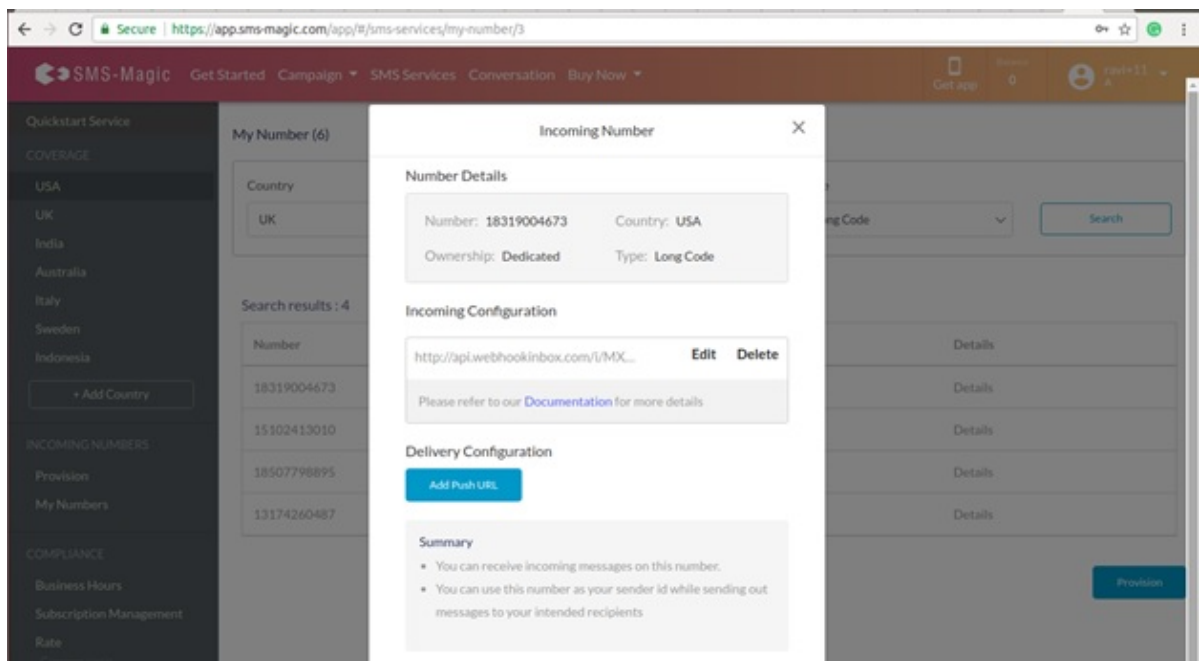 Secure | https://app.sms-magic.com/app/#/sms-services/my-number/3
SMS-Magic Get Started Campaign SMS Services Conversation Buy Now Get app Balance 0 ravi+11 A
Quickstart Service
COVERAGE
USA
UK
India
Australia
Italy
Sweden
Indonesia
+ Add Country
INCOMING NUMBERS
Provision
My Numbers
COMPLIANCE
Business Hours
Subscription Management
Rate
My Number (6)
Country
UK
ng Code
Search
Search results : 4
Number Details
18319004673 Details
15102413010 Details
18507798895 Details
13174260487 Details
Provision
Incoming Number
Number Details
Number: 18319004673 Country: USA
Ownership: Dedicated Type: Long Code
Incoming Configuration
http://api.webhookinbox.com/i/MX... Edit Delete
Please refer to our Documentation for more details
Delivery Configuration
Add Push URL
Summary
• You can receive incoming messages on this number.
• You can use this number as your sender id while sending out
messages to your intended recipients